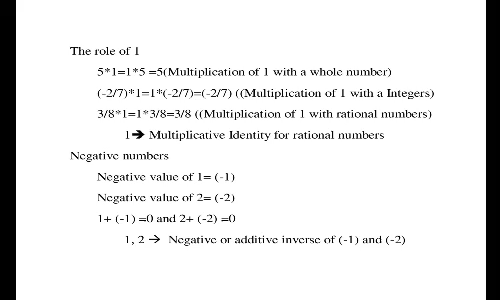 The role of 1
5*1=1*5 =5(Multiplication of 1 with a whole number)
(-2/7)*1=1*(-2/7)=(-2/7) ((Multiplication of 1 with a Integers)
3/8*1=1*3/8=3/8 ((Multiplication of 1 with rational numbers)
1➔ Multiplicative Identity for rational numbers
Negative numbers
Negative value of 1= (-1)
Negative value of 2= (-2)
1+ (-1) =0 and 2+ (-2) =0
1, 2 → Negative or additive inverse of (-1) and (-2)